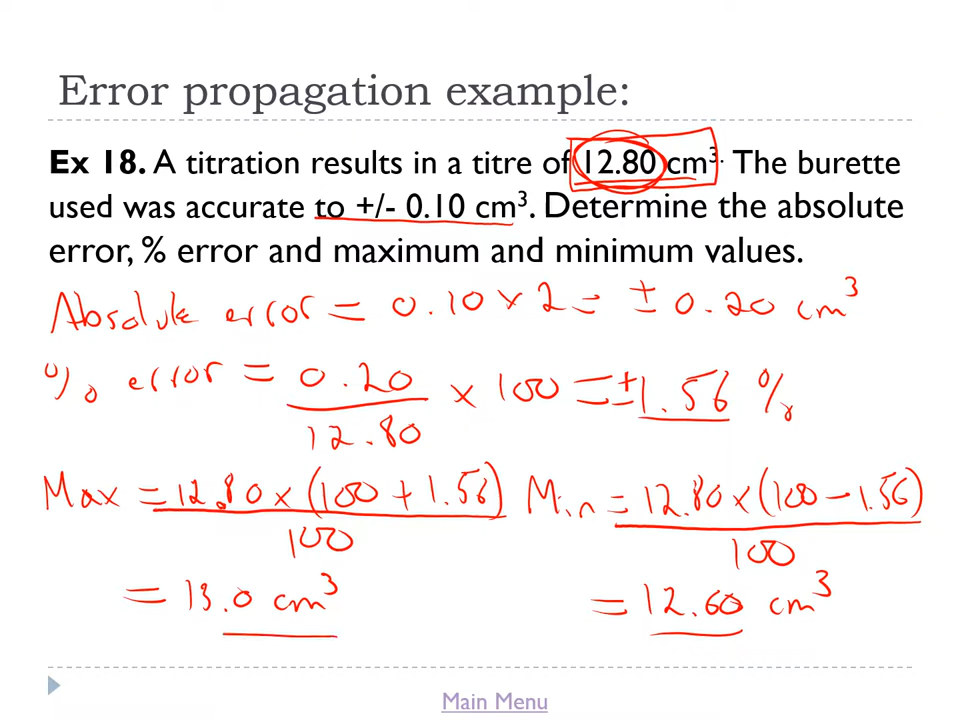 Error propagation example:
Ex 18. A titration results in a titre of 12.80 cm³. The burette
used was accurate to +/- 0.10 cm³. Determine the absolute
error, % error and maximum and minimum values.
Absolute error = 0.10 × 2 = ± 0.20 cm³
% error = 0.20 / 12.80 × 100 = ± 1.56 %
Max = 12.80 × (100 + 1.56) / 100
= 13.0 cm³
Min = 12.80 × (100 - 1.56) / 100
= 12.60 cm³
Main Menu